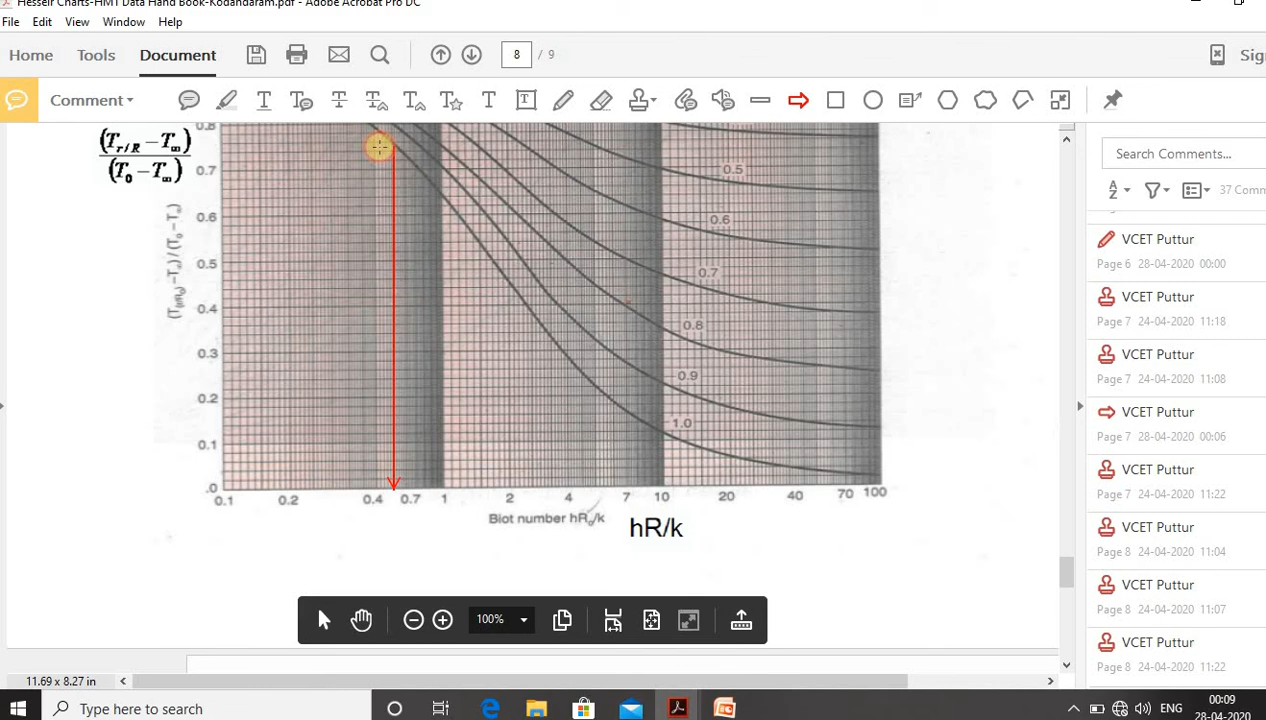 Hesselr Charts-HMT Data Hand Book-Kodandaram.pdf - Adobe Acrobat Pro DC
File Edit View Window Help
Home Tools Document 8 / 9 Sig
Comment
Search Comments...
37 Comm
(T r/R – T∞)
(T 0 – T∞)
0.8
0.7
0.6
0.5
0.4
0.3
0.2
0.1
.0
0.5
0.6
0.7
0.8
0.9
1.0
0.1 0.2 0.4 0.7 1 2 4 7 10 20 40 70 100
Biot number hR₀/k
hR/k
VCET Puttur
Page 6 28-04-2020 00:00
VCET Puttur
Page 7 24-04-2020 11:18
VCET Puttur
Page 7 24-04-2020 11:08
VCET Puttur
Page 7 28-04-2020 00:06
VCET Puttur
Page 7 24-04-2020 11:22
VCET Puttur
Page 8 24-04-2020 11:04
VCET Puttur
Page 8 24-04-2020 11:07
VCET Puttur
Page 8 24-04-2020 11:22
100%
11.69 x 8.27 in
Type here to search
ENG
00:09
28-04-2020